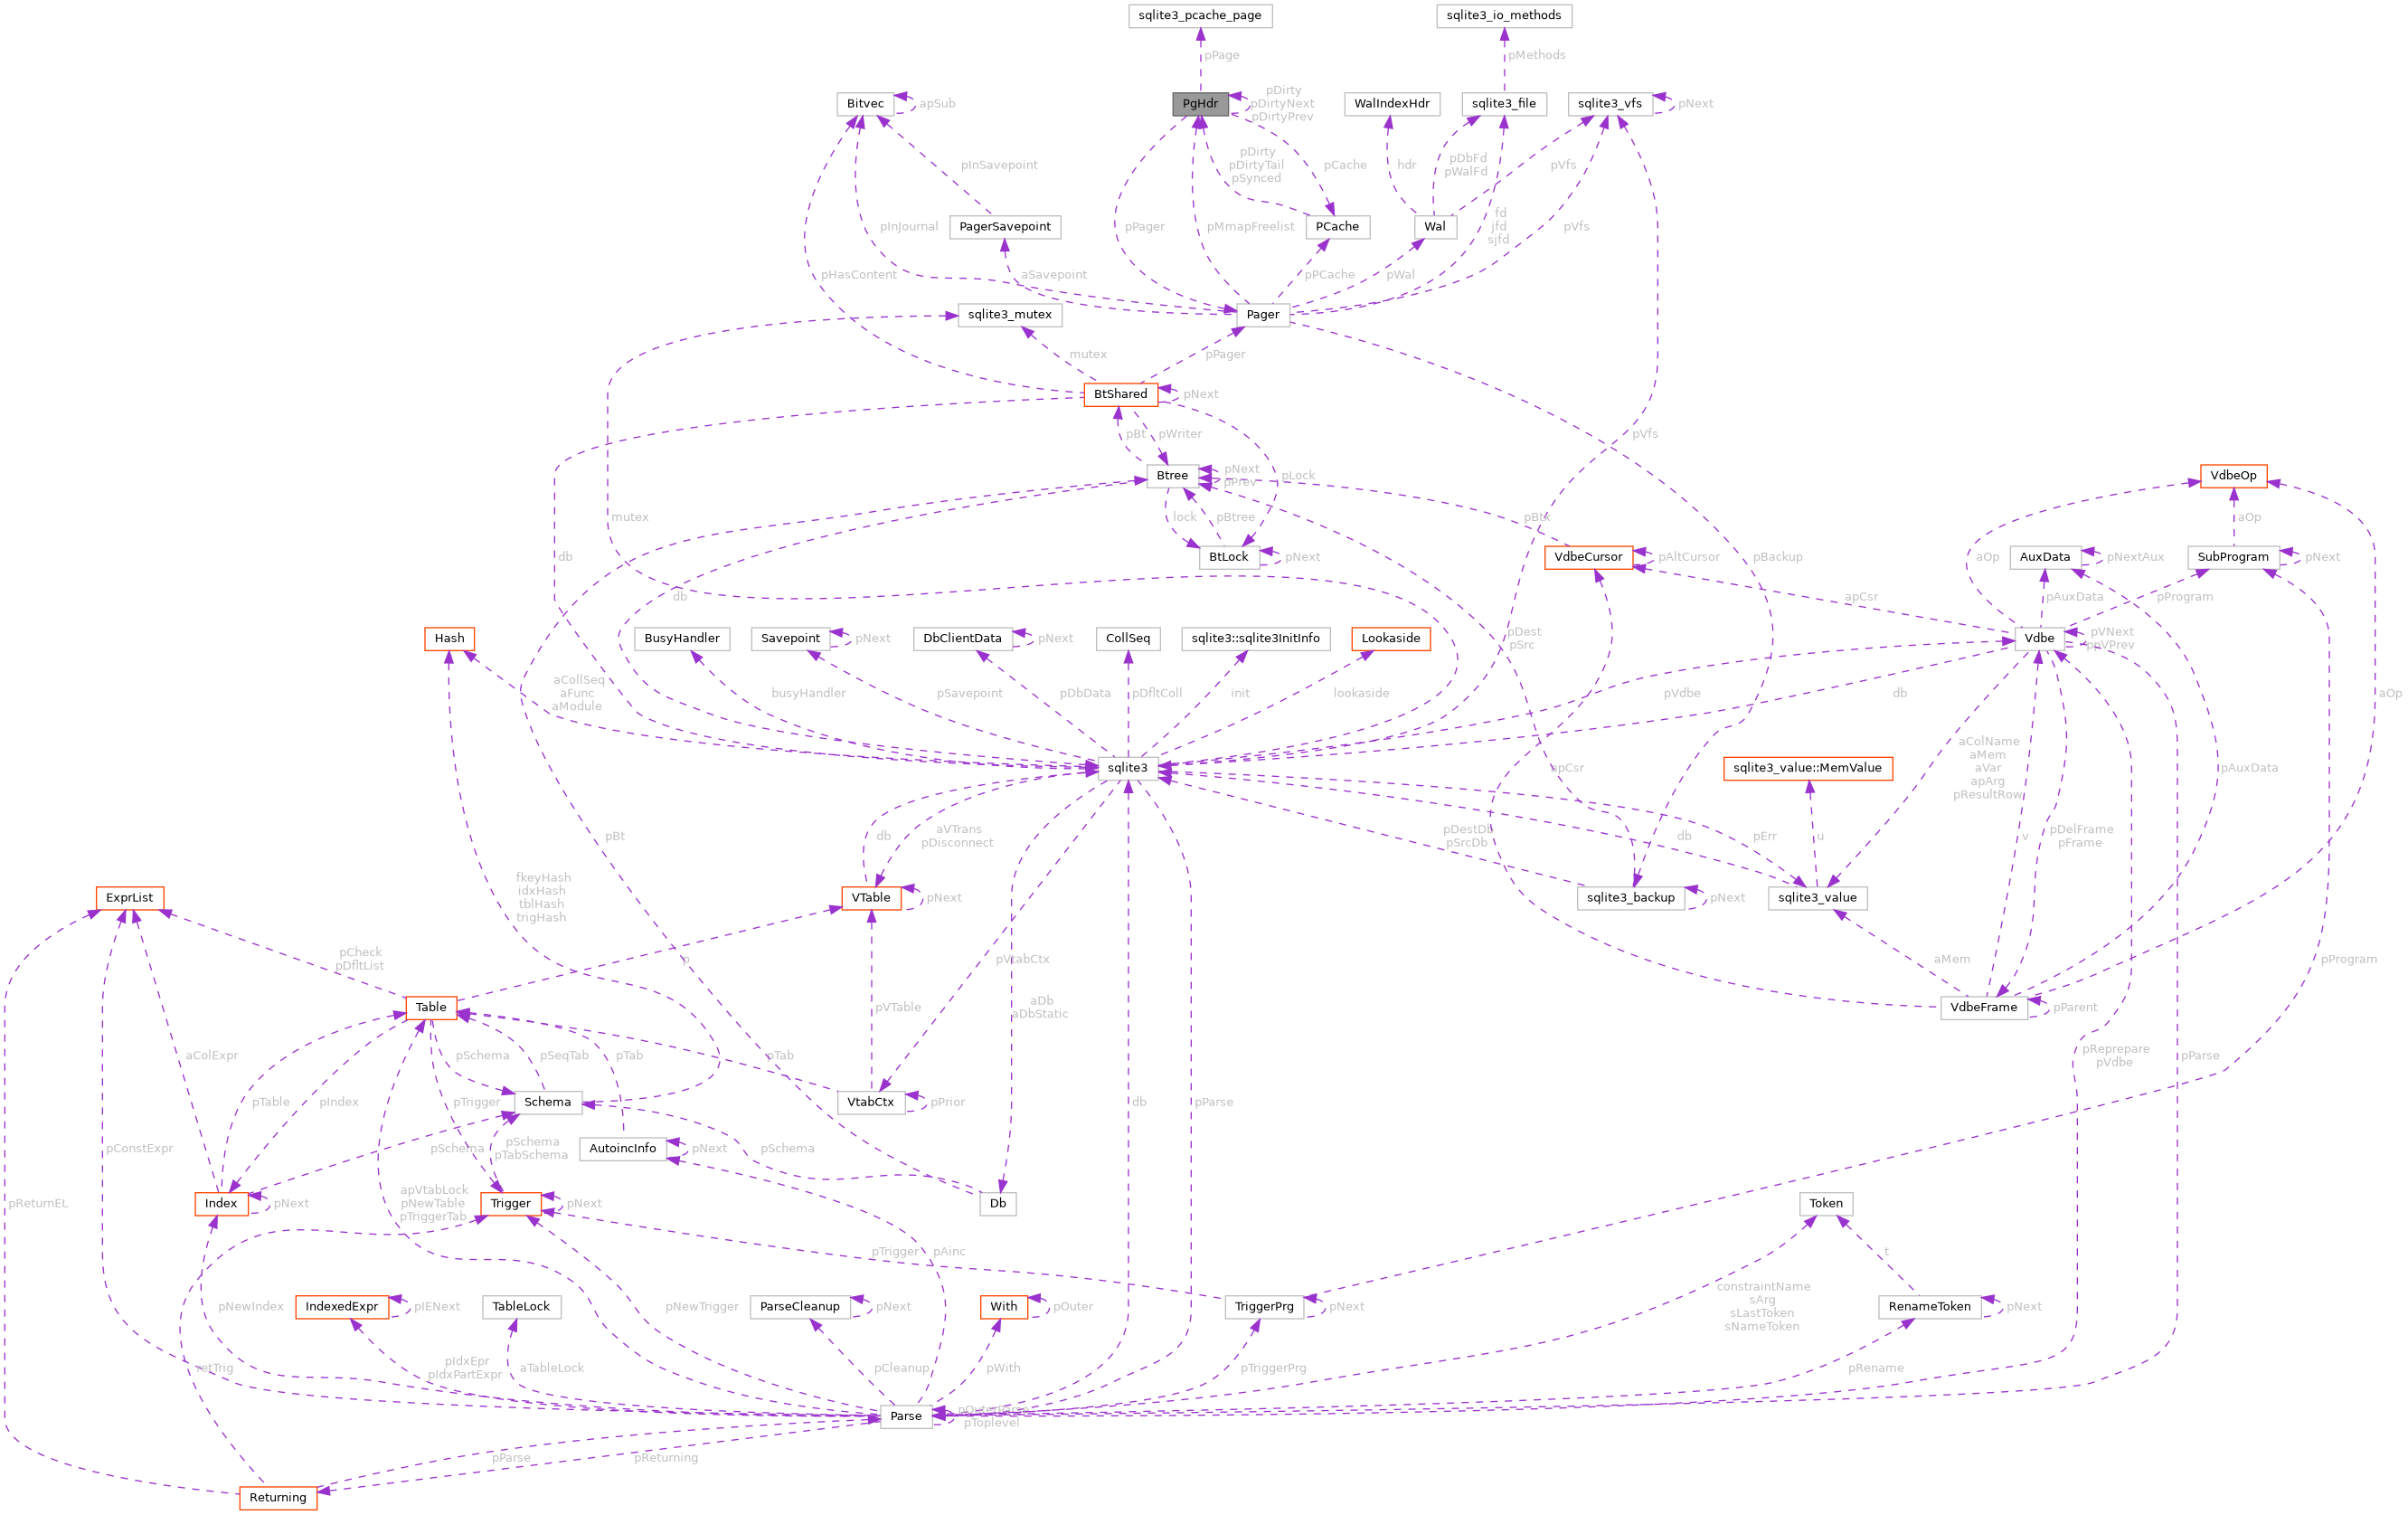 sqlite3_pcache_page
sqlite3_io_methods
pPage
pMethods
Bitvec
apSub
PgHdr
pDirty
pDirtyNext
pDirtyPrev
WalIndexHdr
sqlite3_file
sqlite3_vfs
pNext
pInSavepoint
pDirty
pDirtyTail
pSynced
pCache
hdr
pDbFd
pWalFd
pVfs
pInJournal
PagerSavepoint
pPager
pMmapFreelist
PCache
Wal
fd
jfd
sjfd
pVfs
pHasContent
aSavepoint
pPCache
pWal
sqlite3_mutex
Pager
mutex
pPager
BtShared
pNext
pBt
pWriter
pVfs
Btree
pNext
pPrev
pLock
VdbeOp
mutex
lock
pBtree
pBtx
aOp
db
BtLock
pNext
VdbeCursor
pAltCursor
pBackup
aOp
AuxData
pNextAux
SubProgram
pNext
db
apCsr
pAuxData
pProgram
Hash
BusyHandler
Savepoint
pNext
DbClientData
pNext
CollSeq
sqlite3::sqlite3InitInfo
Lookaside
pDest
pSrc
Vdbe
pVNext
ppVPrev
aCollSeq
aFunc
aModule
busyHandler
pSavepoint
pDbData
pDfltColl
init
lookaside
pVdbe
db
aOp
sqlite3
apCsr
sqlite3_value::MemValue
aColName
aMem
aVar
apArg
pResultRow
pAuxData
pBt
db
aVTrans
pDisconnect
pDestDb
pSrcDb
pErr
db
u
v
pDelFrame
pFrame
fkeyHash
idxHash
tblHash
trigHash
ExprList
VTable
pNext
sqlite3_backup
pNext
sqlite3_value
pCheck
pDfltList
p
pVtabCtx
aMem
pProgram
Table
pVTable
aDb
aDbStatic
VdbeFrame
pParent
aColExpr
pSchema
pSeqTab
pTab
pTab
pReprepare
pVdbe
pParse
pTable
pIndex
pTrigger
Schema
VtabCtx
pPrior
db
pParse
pConstExpr
pSchema
pSchema
pTabSchema
AutoincInfo
pNext
pSchema
pReturnEL
Index
pNext
apVtabLock
pNewTable
pTriggerTab
Trigger
pNext
Db
Token
pAinc
pTrigger
t
pNewIndex
IndexedExpr
pIENext
TableLock
pNewTrigger
ParseCleanup
pNext
With
pOuter
TriggerPrg
pNext
constraintName
sArg
sLastToken
sNameToken
RenameToken
pNext
retTrig
pIdxEpr
pIdxPartExpr
aTableLock
pCleanup
pWith
pTriggerPrg
pRename
Parse
pOuterParse
pToplevel
pParse
pReturning
Returning